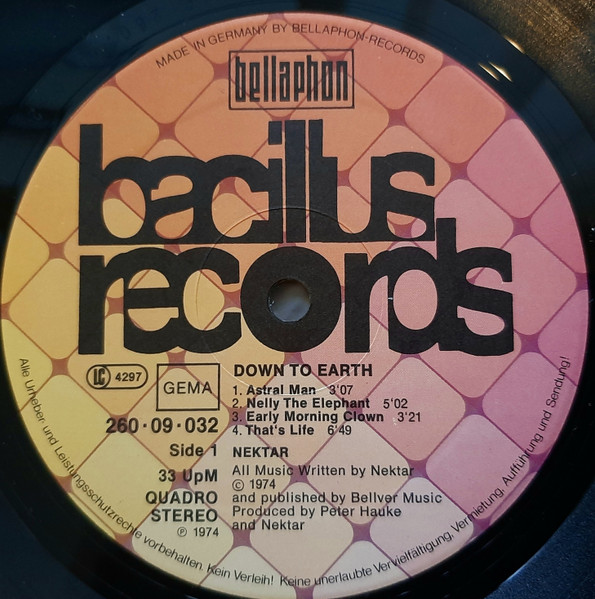 MADE IN GERMANY BY BELLAPHON-RECORDS
bellaphon
bacillus
records
DOWN TO EARTH
1. Astral Man 3'07
2. Nelly The Elephant 5'02
3. Early Morning Clown 3'21
4. That's Life 6'49
NEKTAR
All Music Written by Nektar
© 1974
and published by Bellver Music
Produced by Peter Hauke
and Nektar
LC 4297
GEMA
260·09·032
Side 1
33 UpM
QUADRO
STEREO
℗ 1974
Alle Urheber- und Leistungsschutzrechte vorbehalten. Kein Verleih! Keine unerlaubte Vervielfältigung, Vermietung, Aufführung und Sendung!